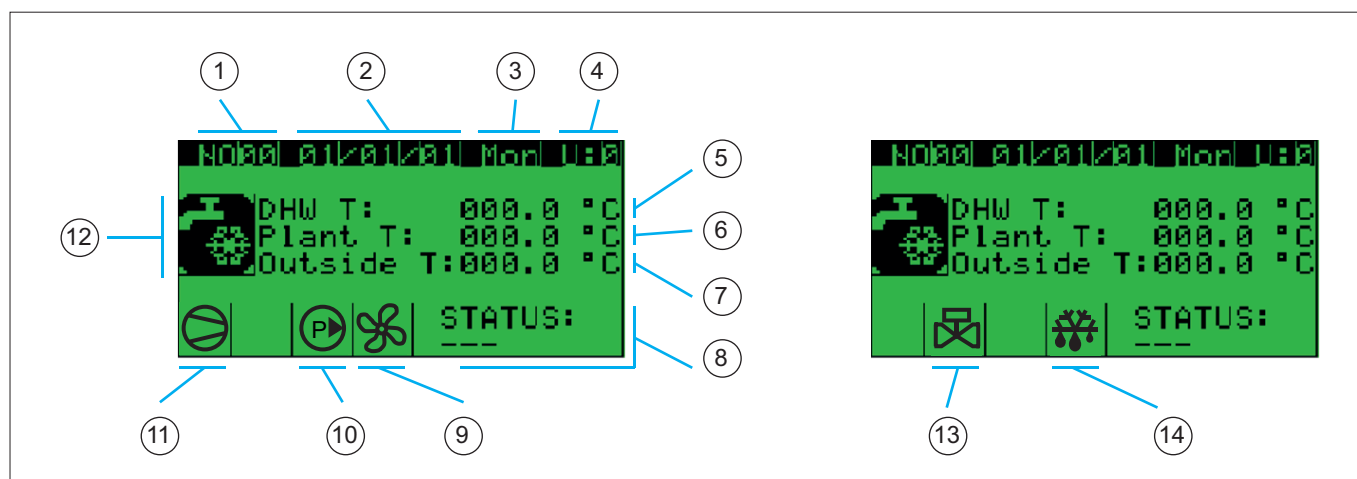 1 2 3 4
NO00 01/01/01 Mon U:0
DHW T: 000.0 °C
Plant T: 000.0 °C
Outside T:000.0 °C
P STATUS:
---
5
6
7
8
12
11 10 9
NO00 01/01/01 Mon U:0
DHW T: 000.0 °C
Plant T: 000.0 °C
Outside T:000.0 °C
STATUS:
---
13 14